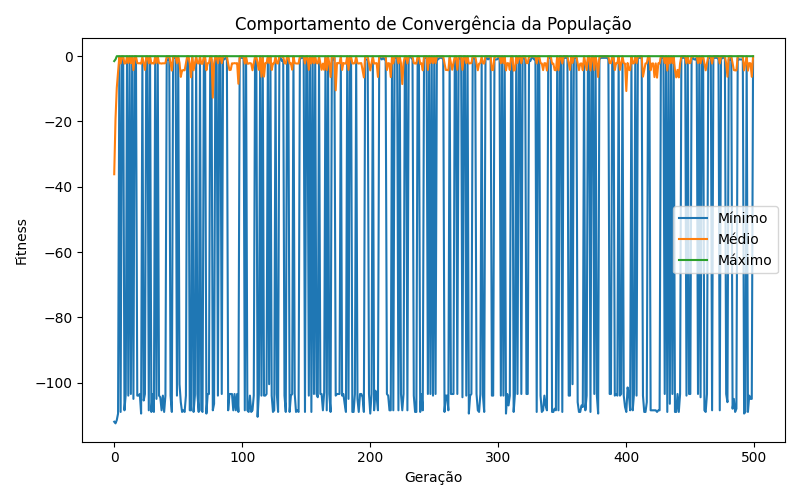 Comportamento de Convergência da População
Fitness
0
−20
−40
−60
−80
−100
Mínimo
Médio
Máximo
0 100 200 300 400 500
Geração